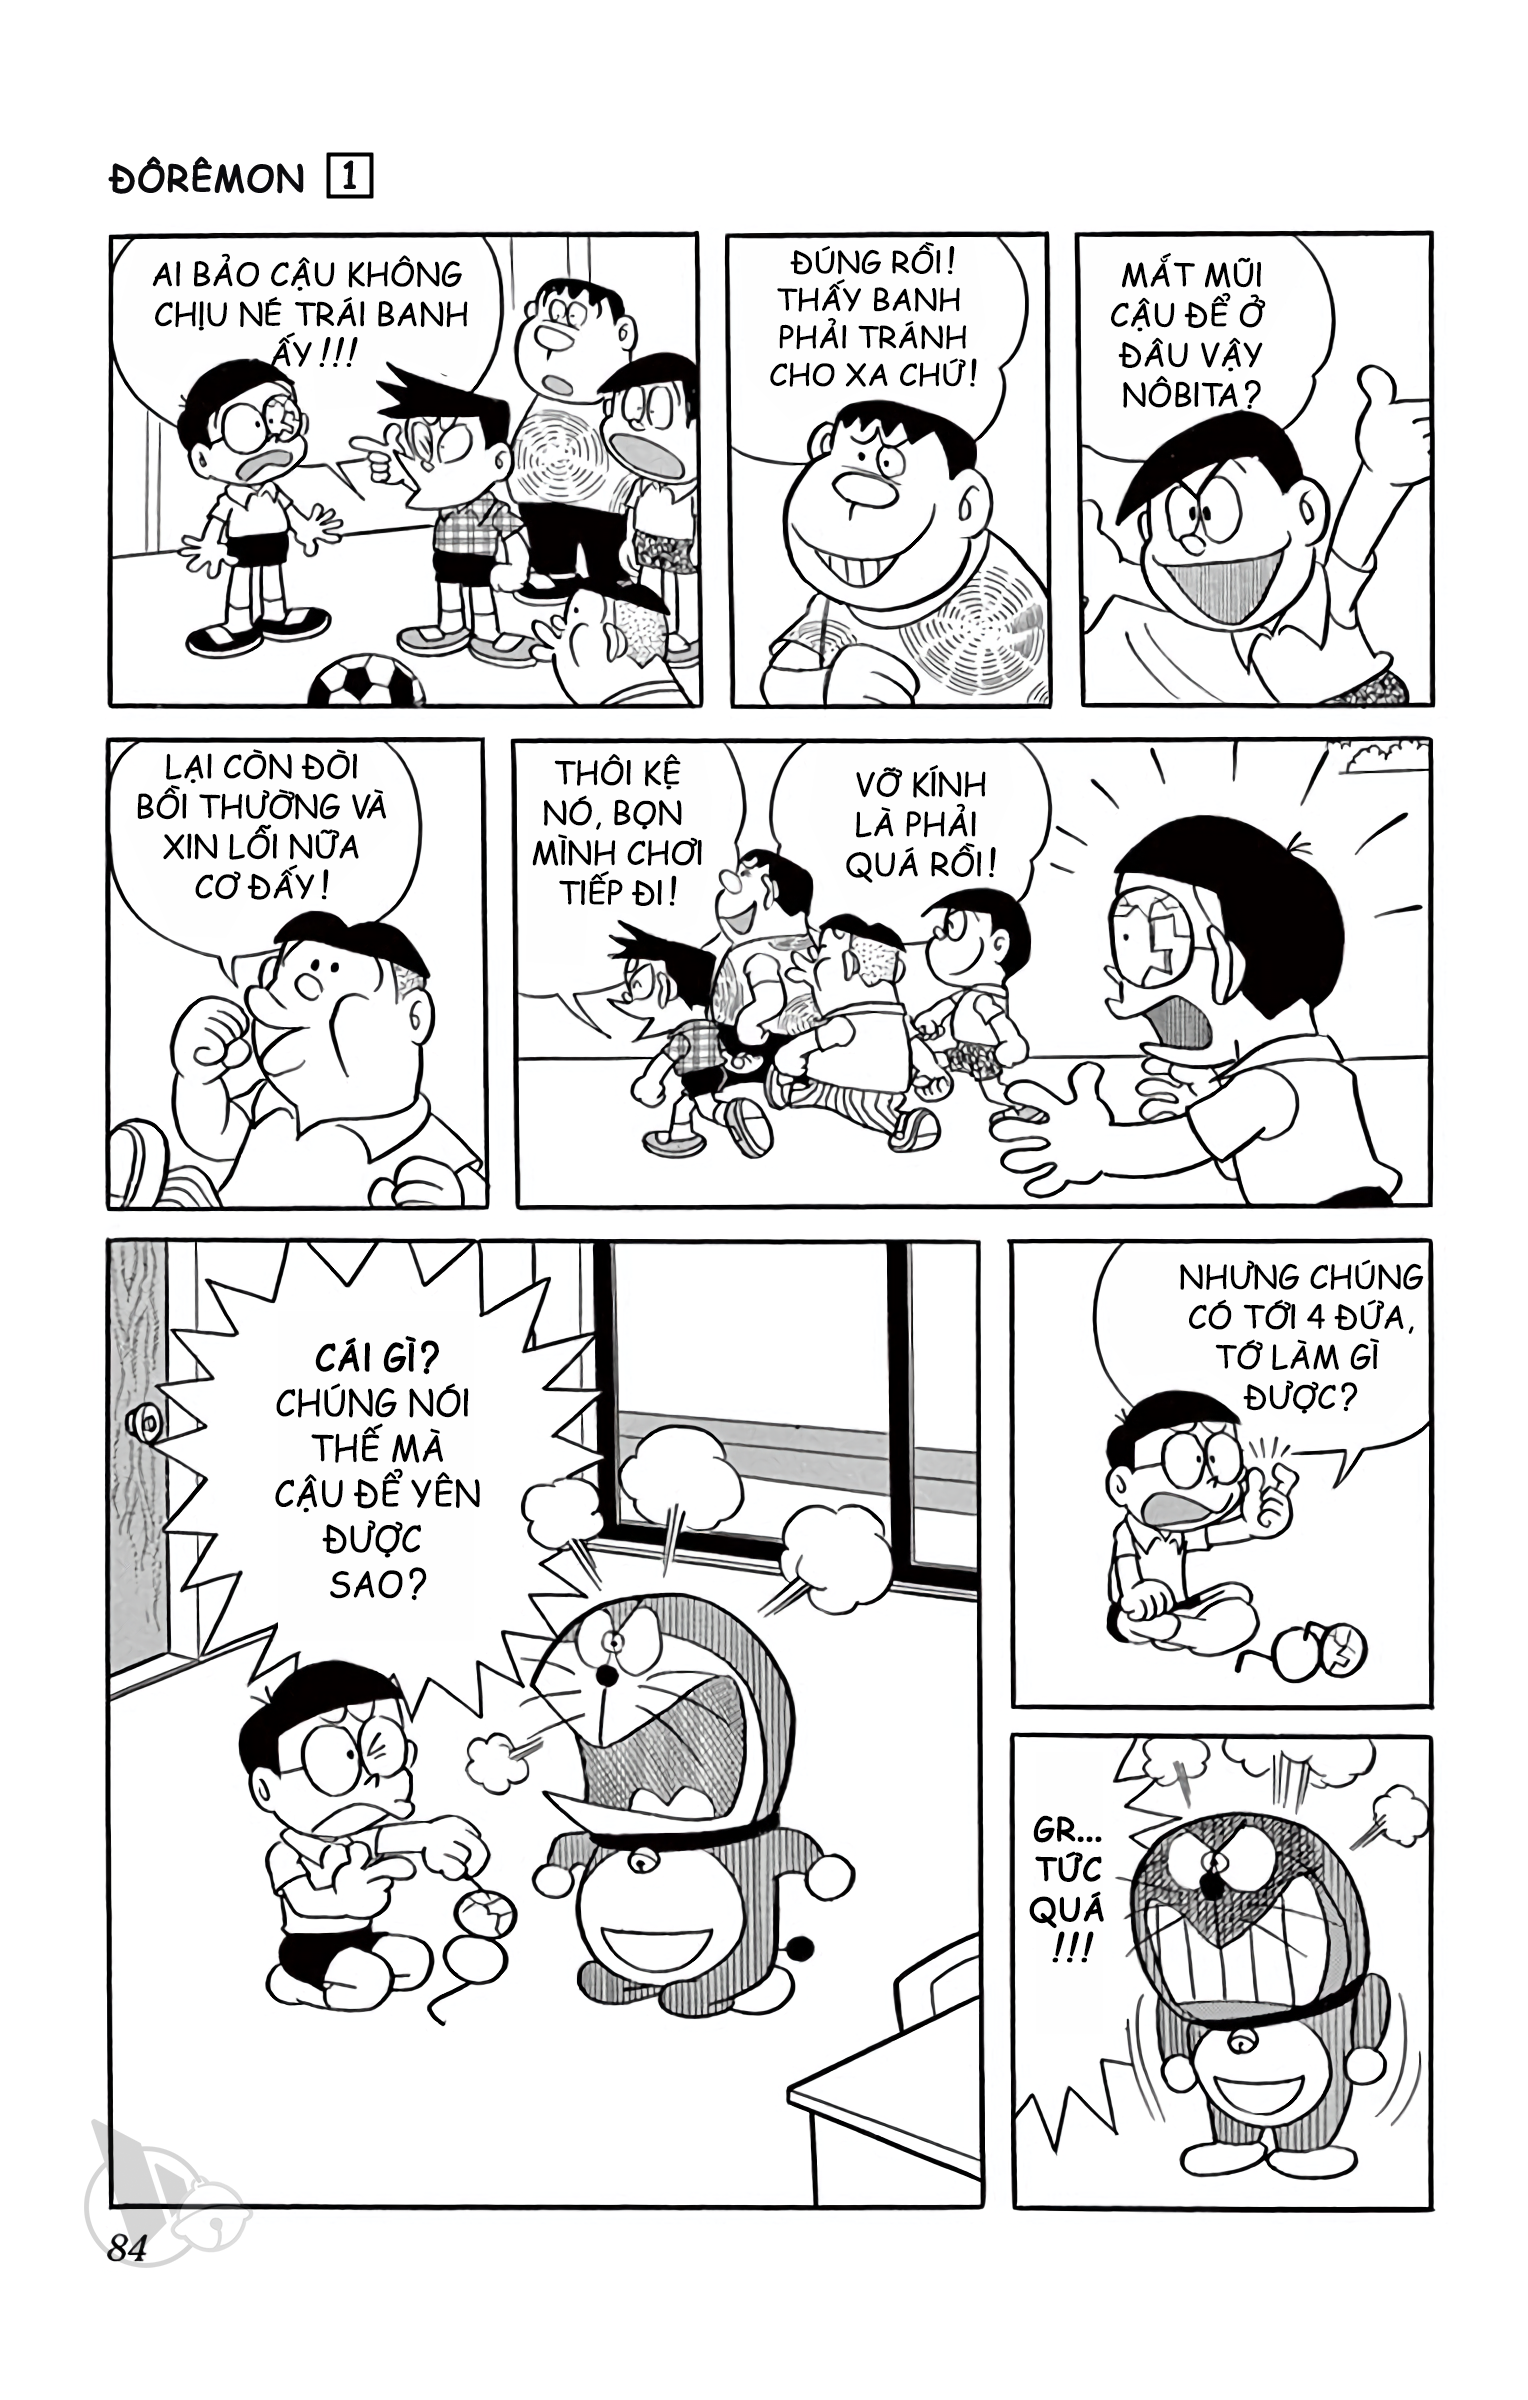 ĐÔRÊMON 1
AI BẢO CẬU KHÔNG
CHỊU NÉ TRÁI BANH
ẤY!!!
ĐÚNG RỒI!
THẤY BANH
PHẢI TRÁNH
CHO XA CHỨ!
MẮT MŨI
CẬU ĐỂ Ở
ĐÂU VẬY
NÔBITA?
LẠI CÒN ĐÒI
BỒI THƯỜNG VÀ
XIN LỖI NỮA
CƠ ĐẤY!
THÔI KỆ
NÓ, BỌN
MÌNH CHƠI
TIẾP ĐI!
VỠ KÍNH
LÀ PHẢI
QUÁ RỒI!
CÁI GÌ?
CHÚNG NÓI
THẾ MÀ
CẬU ĐỂ YÊN
ĐƯỢC
SAO?
NHƯNG CHÚNG
CÓ TỚI 4 ĐỨA,
TỚ LÀM GÌ
ĐƯỢC?
GR...
TỨC
QUÁ
!!!
84